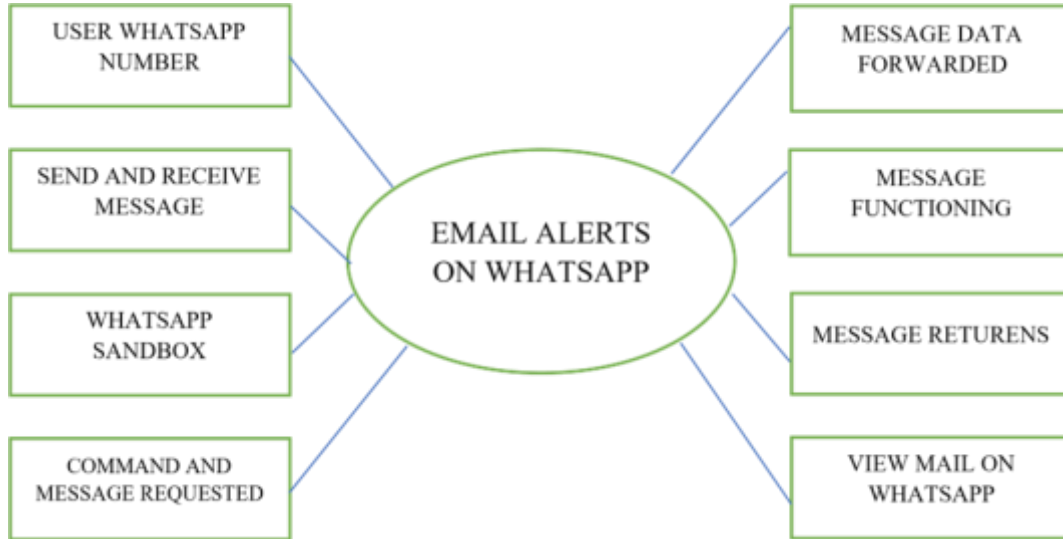 USER WHATSAPP
NUMBER
SEND AND RECEIVE
MESSAGE
WHATSAPP
SANDBOX
COMMAND AND
MESSAGE REQUESTED
EMAIL ALERTS
ON WHATSAPP
MESSAGE DATA
FORWARDED
MESSAGE
FUNCTIONING
MESSAGE RETURENS
VIEW MAIL ON
WHATSAPP